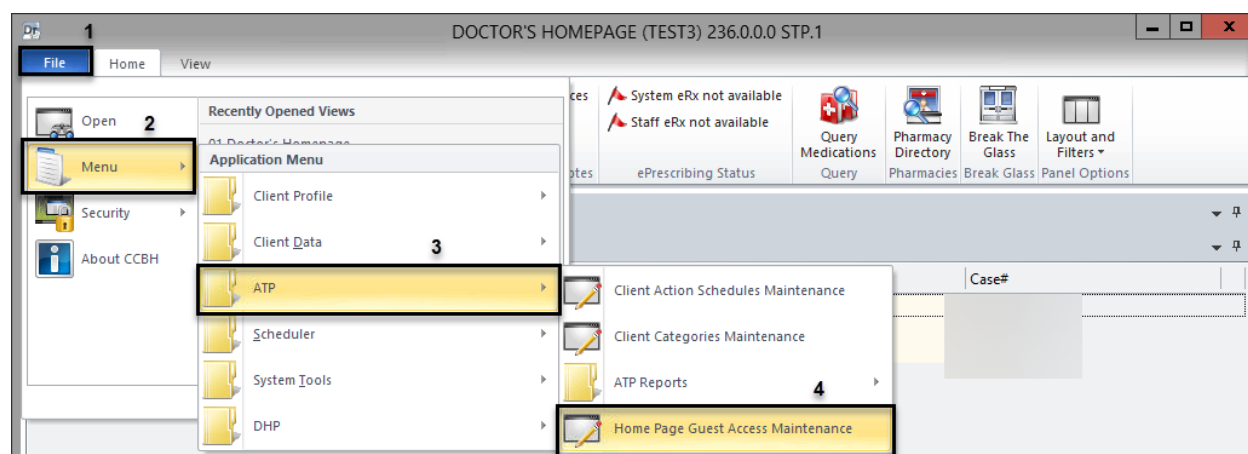 DOCTOR'S HOMEPAGE (TEST3) 236.0.0.0 STP.1
1
File Home View
Open
2
Menu
Security
About CCBH
Recently Opened Views
01 Doctor's Homepage
Application Menu
Client Profile
Client Data
3
ATP
Scheduler
System Tools
DHP
Client Action Schedules Maintenance
Client Categories Maintenance
ATP Reports
4
Home Page Guest Access Maintenance
System eRx not available
Staff eRx not available
ePrescribing Status
Query
Medications
Query
Pharmacy
Directory
Pharmacies
Break The
Glass
Break Glass
Layout and
Filters
Panel Options
Case#